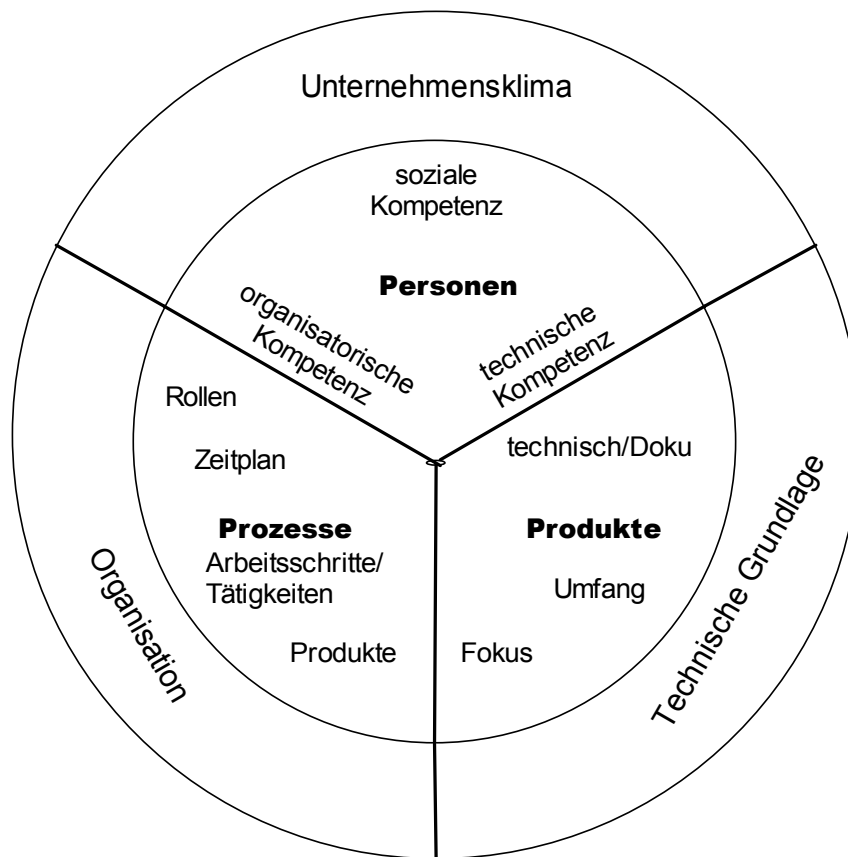 Unternehmensklima
soziale
Kompetenz
Personen
organisatorische
Kompetenz
technische
Kompetenz
Rollen
Zeitplan
Prozesse
Arbeitsschritte/
Tätigkeiten
Produkte
technisch/Doku
Produkte
Umfang
Fokus
Organisation
Technische Grundlage